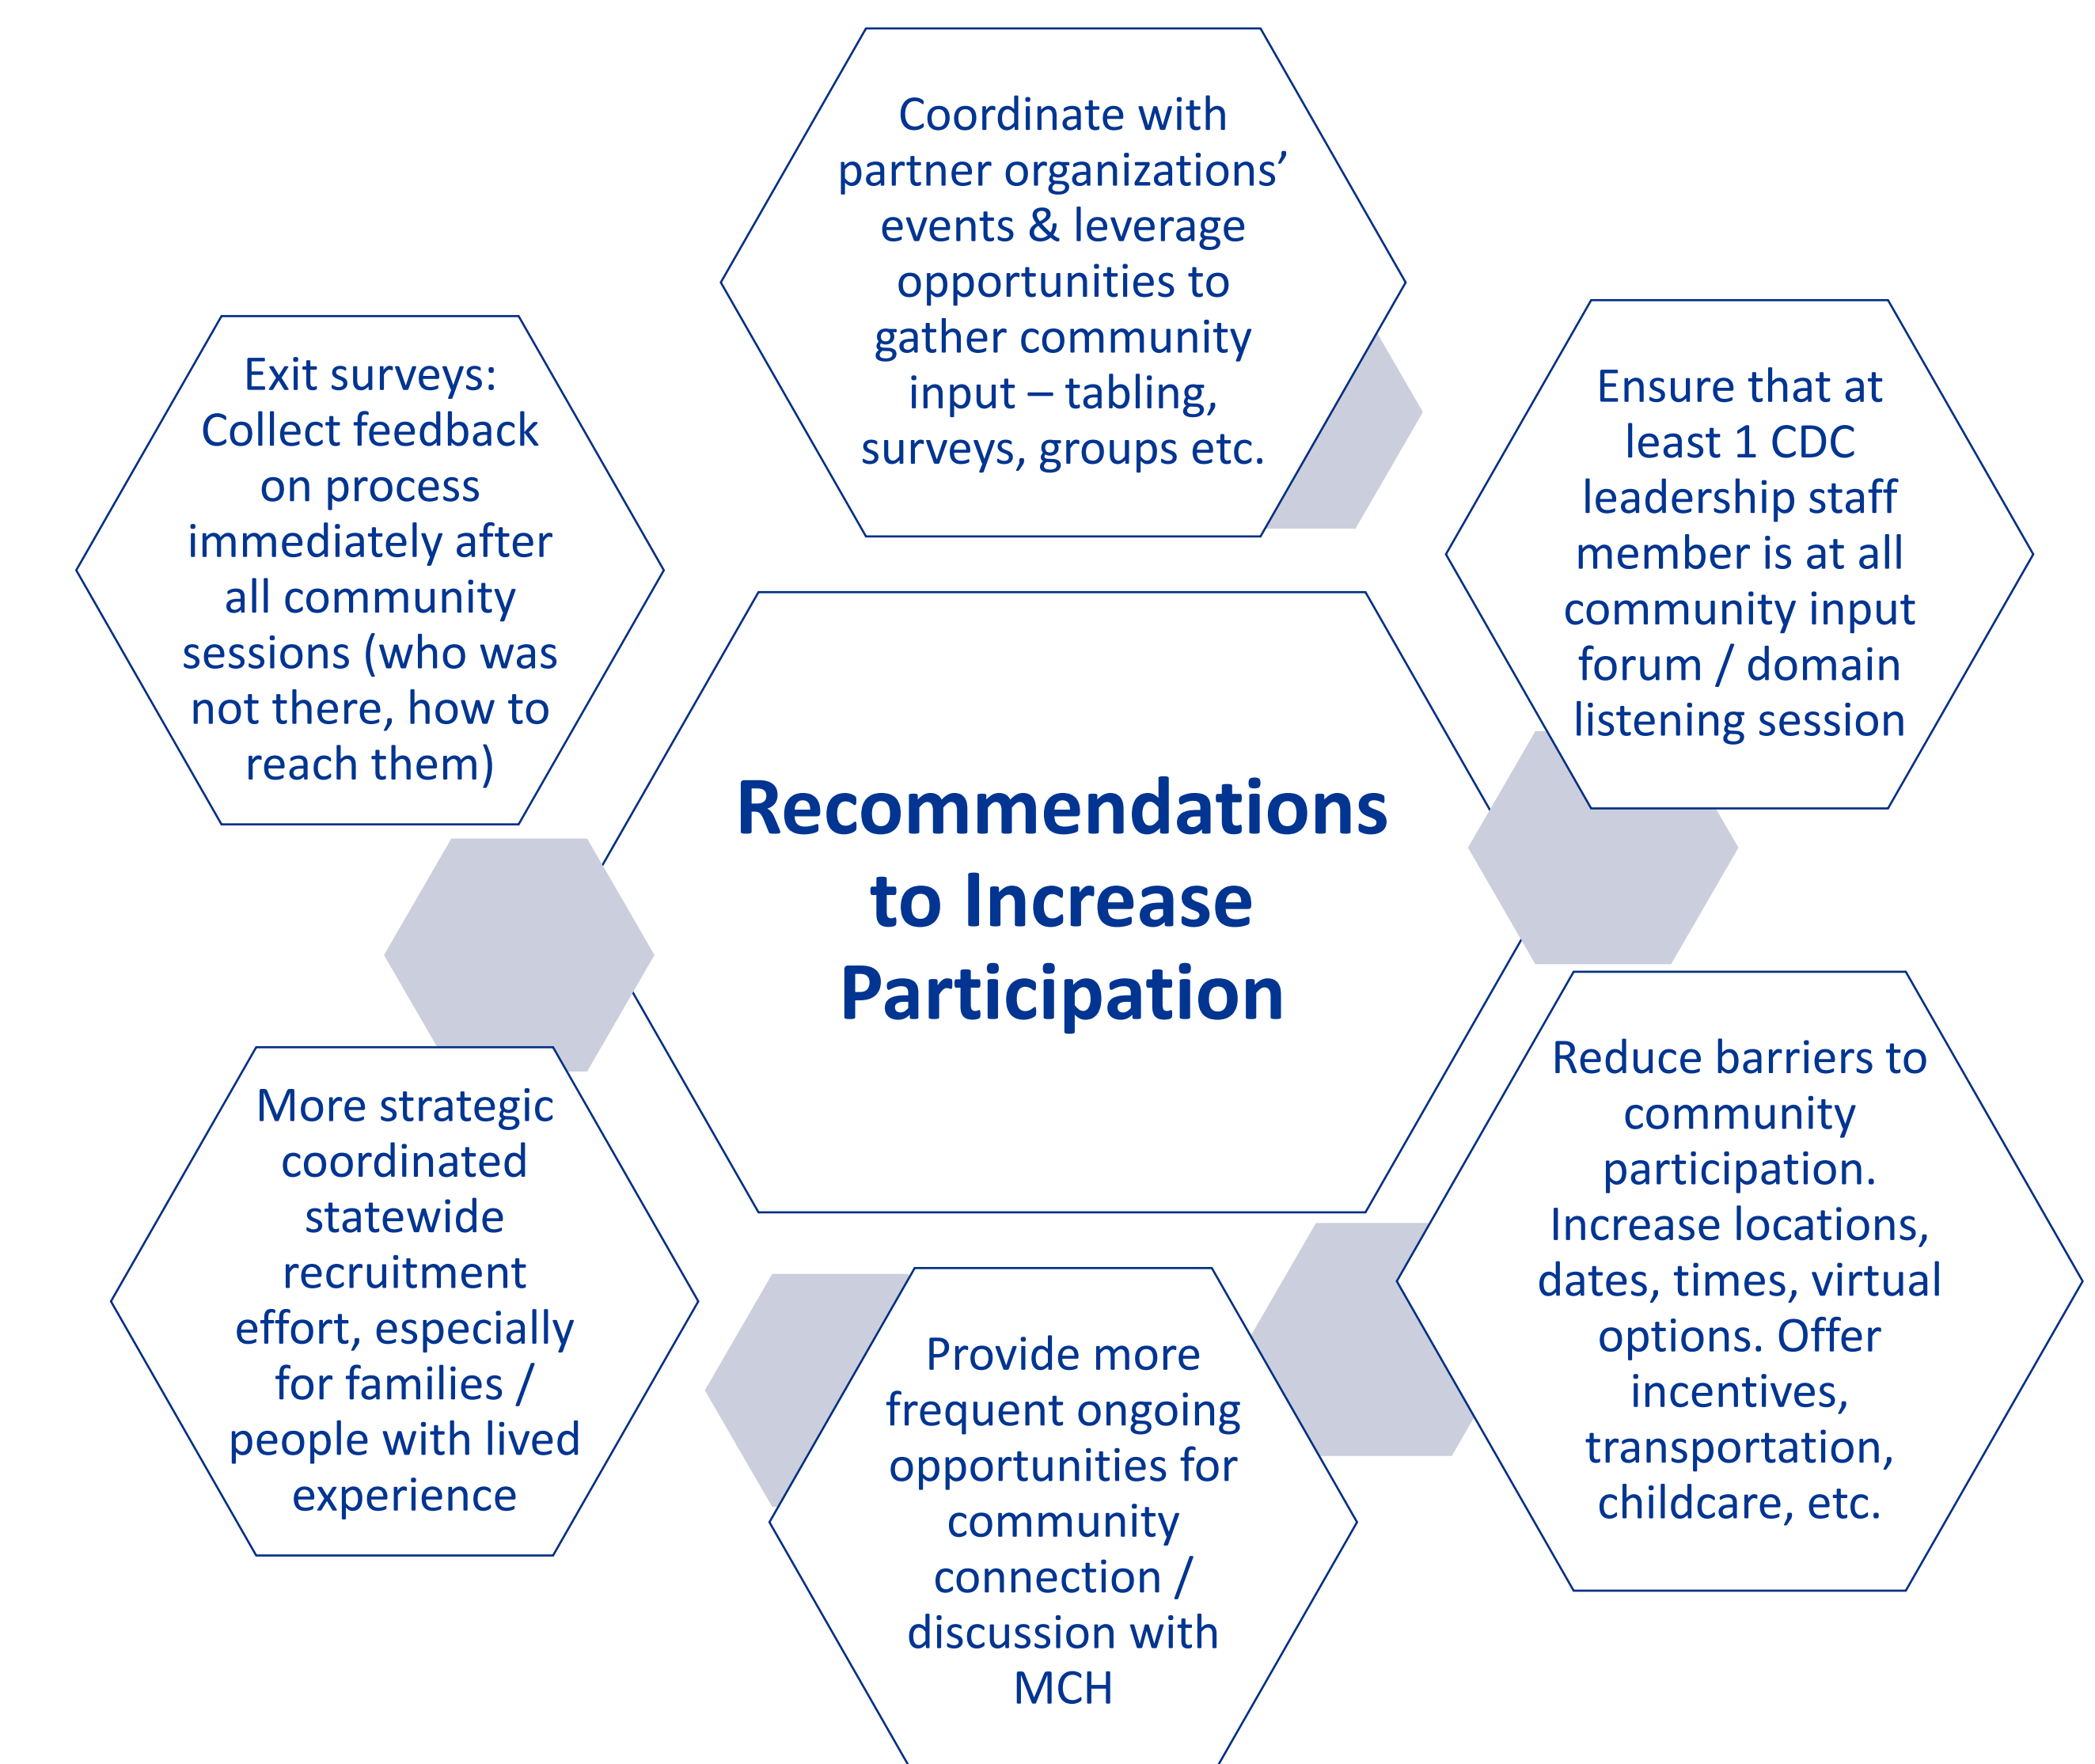 Coordinate with
partner organizations’
events & leverage
opportunities to
gather community
input – tabling,
surveys, groups etc.
Ensure that at
least 1 CDC
leadership staff
member is at all
community input
forum / domain
listening session
Reduce barriers to
community
participation.
Increase locations,
dates, times, virtual
options. Offer
incentives,
transportation,
childcare, etc.
Provide more
frequent ongoing
opportunities for
community
connection /
discussion with
MCH
More strategic
coordinated
statewide
recruitment
effort, especially
for families /
people with lived
experience
Exit surveys:
Collect feedback
on process
immediately after
all community
sessions (who was
not there, how to
reach them)
Recommendations
to Increase
Participation